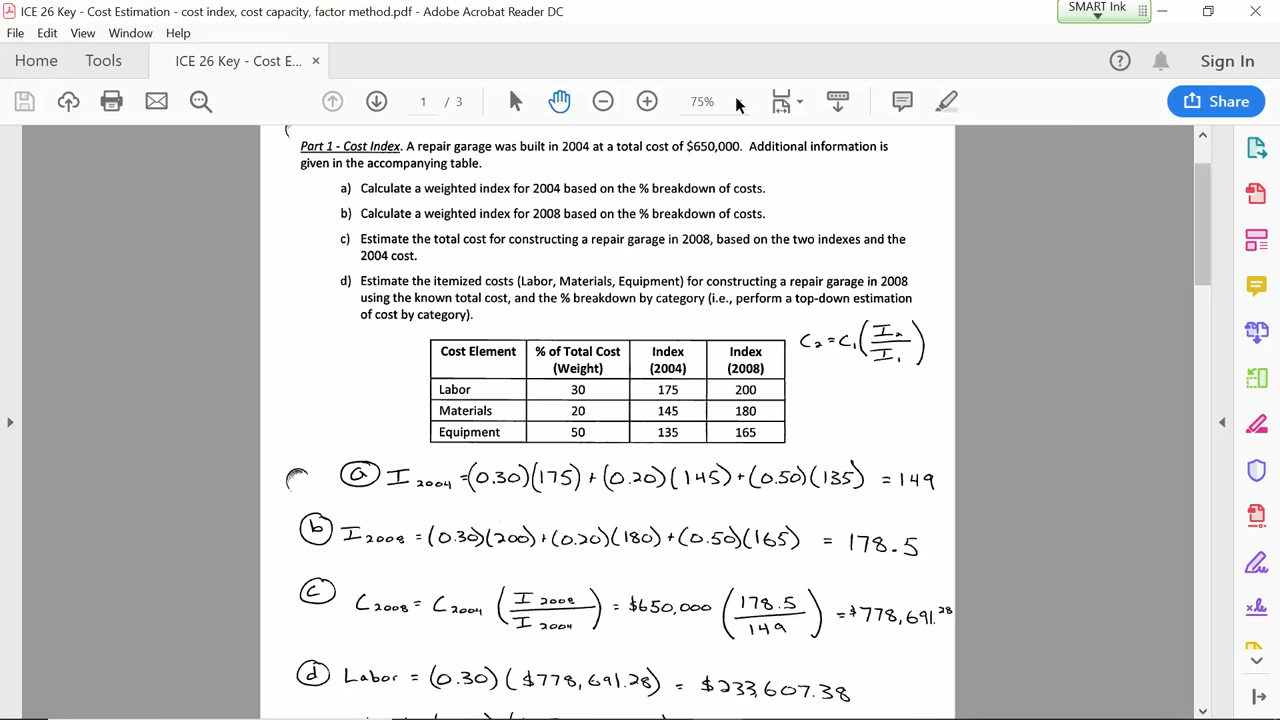 ICE 26 Key - Cost Estimation - cost index, cost capacity, factor method.pdf - Adobe Acrobat Reader DC
SMART Ink
File Edit View Window Help
Home Tools ICE 26 Key - Cost E... × Sign In
1 / 3 75% Share
Part 1 - Cost Index. A repair garage was built in 2004 at a total cost of $650,000. Additional information is
given in the accompanying table.
a) Calculate a weighted index for 2004 based on the % breakdown of costs.
b) Calculate a weighted index for 2008 based on the % breakdown of costs.
c) Estimate the total cost for constructing a repair garage in 2008, based on the two indexes and the
2004 cost.
d) Estimate the itemized costs (Labor, Materials, Equipment) for constructing a repair garage in 2008
using the known total cost, and the % breakdown by category (i.e., perform a top-down estimation
of cost by category).
C₂ = C₁ (I₂ / I₁)
Cost Element % of Total Cost (Weight) Index (2004) Index (2008)
Labor 30 175 200
Materials 20 145 180
Equipment 50 135 165
a I 2004 = (0.30)(175) + (0.20)(145) + (0.50)(135) = 149
b I 2008 = (0.30)(200) + (0.20)(180) + (0.50)(165) = 178.5
c C 2008 = C 2004 (I 2008 / I 2004) = $650,000 (178.5 / 149) = $778,691.28
d Labor = (0.30) ($778,691.28) = $233,607.38